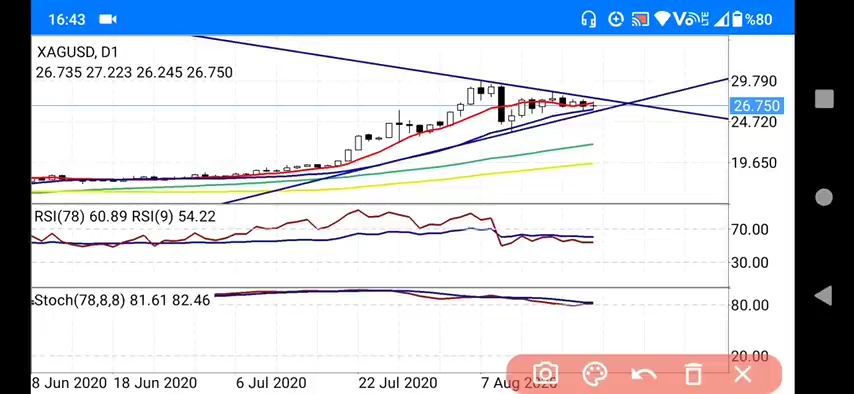 16:43 %80
XAGUSD, D1
26.735 27.223 26.245 26.750
29.790
26.750
24.720
19.650
RSI(78) 60.89 RSI(9) 54.22
70.00
30.00
Stoch(78,8,8) 81.61 82.46
80.00
20.00
8 Jun 2020 18 Jun 2020 6 Jul 2020 22 Jul 2020 7 Aug 2020